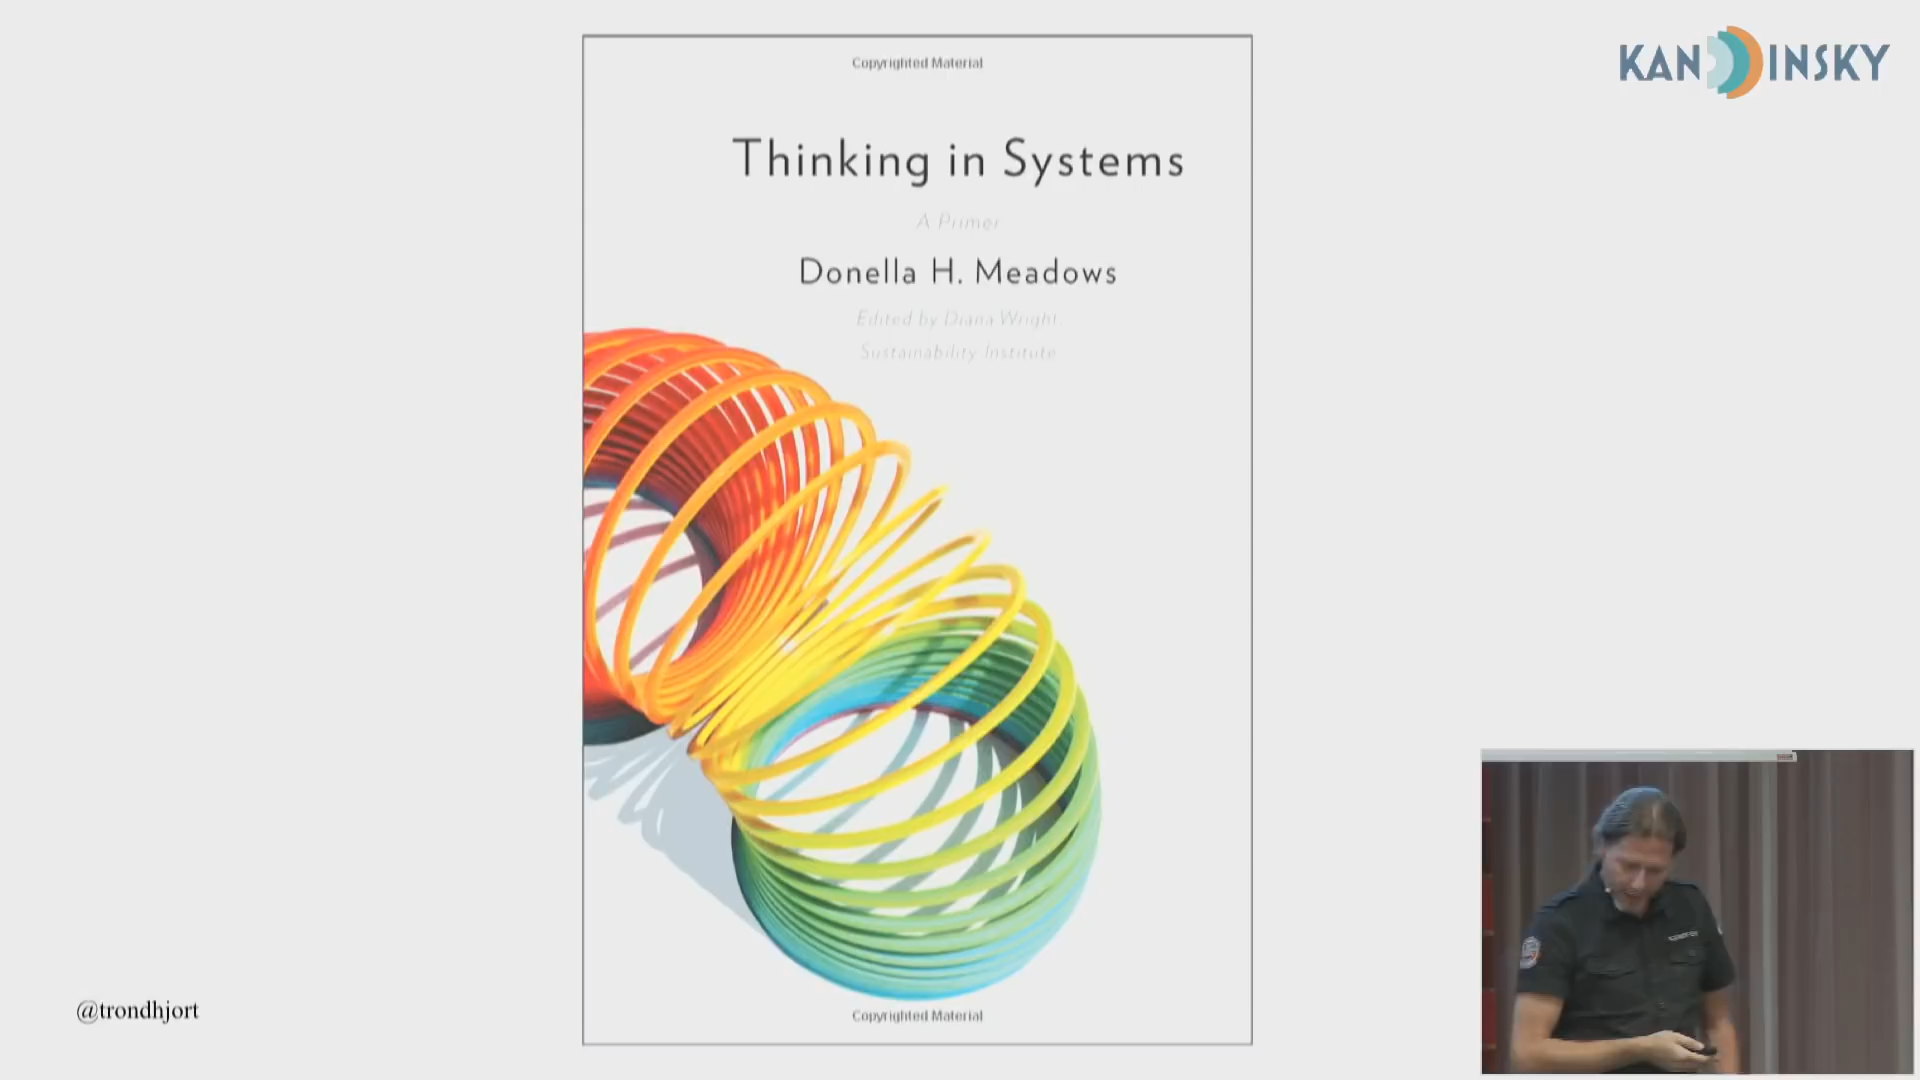 Copyrighted Material
KANDINSKY
Thinking in Systems
A Primer
Donella H. Meadows
Edited by Diana Wright,
Sustainability Institute
@trondhjort
Copyrighted Material